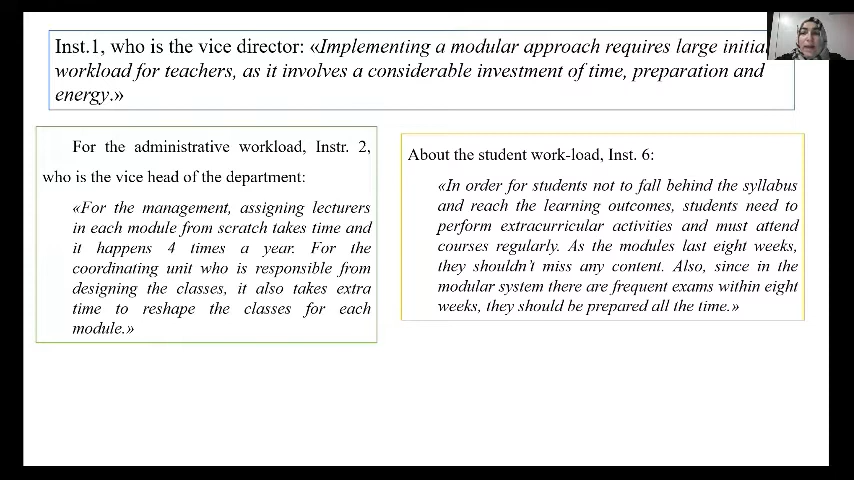 Inst.1, who is the vice director: «Implementing a modular approach requires large initial
workload for teachers, as it involves a considerable investment of time, preparation and
energy.»
For the administrative workload, Instr. 2,
who is the vice head of the department:
«For the management, assigning lecturers
in each module from scratch takes time and
it happens 4 times a year. For the
coordinating unit who is responsible from
designing the classes, it also takes extra
time to reshape the classes for each
module.»
About the student work-load, Inst. 6:
«In order for students not to fall behind the syllabus
and reach the learning outcomes, students need to
perform extracurricular activities and must attend
courses regularly. As the modules last eight weeks,
they shouldn't miss any content. Also, since in the
modular system there are frequent exams within eight
weeks, they should be prepared all the time.»